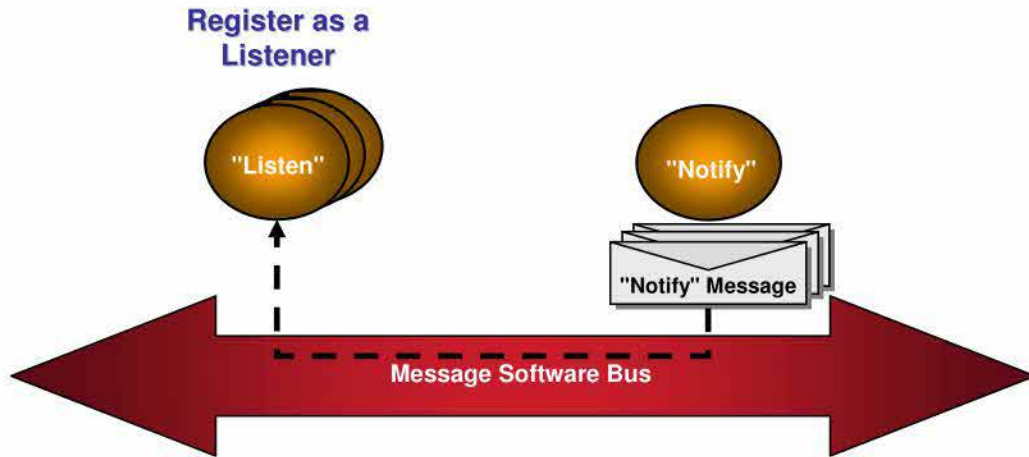 Register as a
Listener
"Listen"
"Notify"
"Notify" Message
Message Software Bus